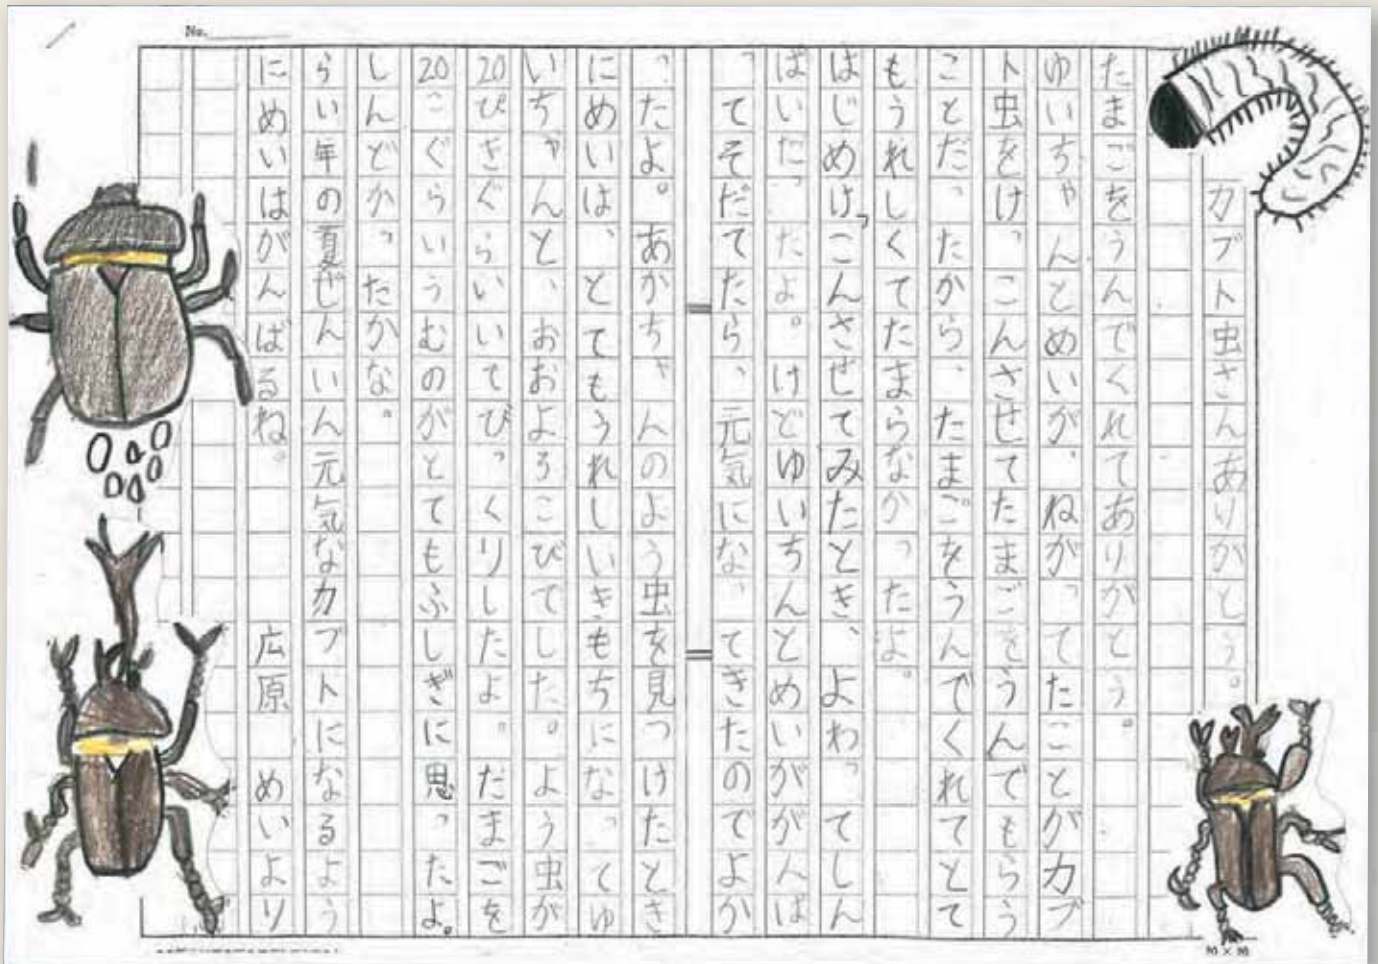 No.
カブト虫さんありがとう。
たまごをうんでくれてありがとう。
ゆいちゃんとめいが、ねがってたことがカブ
ト虫をけっこんさせてたまごをうんでもらう
ことだったから、たまごをうんでくれてとて
もうれしくてたまらなかったよ。
はじめけっこんさせてみたとき、よわってしん
ぱいだったよ。けどゆいちんとめいががんば
ってそだてたら、元気になってきたのでよか
ったよ。あかちゃんのよう虫を見つけたとき
にめいは、とてもうれしいきもちになってゆ
いちゃんと、おおよろこびでした。よう虫が
20ぴきぐらいいてびっくりしたよ。だまごを
20こぐらいうむのがとてもふしぎに思ったよ。
しんどかったかな。
らい年の夏ぜんいん元気なカブトになるよう
にめいはがんばるね。 広原 めいより